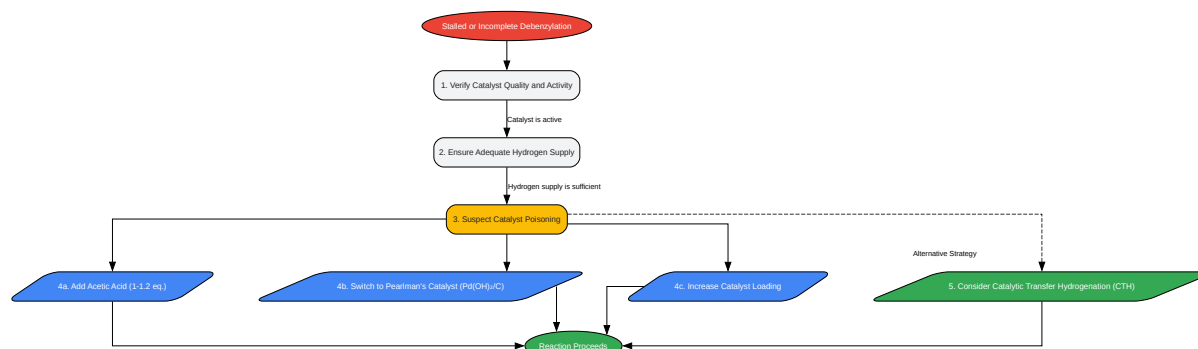 Stalled or Incomplete Debenzylation
1. Verify Catalyst Quality and Activity
Catalyst is active
2. Ensure Adequate Hydrogen Supply
Hydrogen supply is sufficient
3. Suspect Catalyst Poisoning
Alternative Strategy
4a. Add Acetic Acid (1-1.2 eq.)
4b. Switch to Pearlman's Catalyst (Pd(OH)₂/C)
4c. Increase Catalyst Loading
5. Consider Catalytic Transfer Hydrogenation (CTH)
Reaction Proceeds